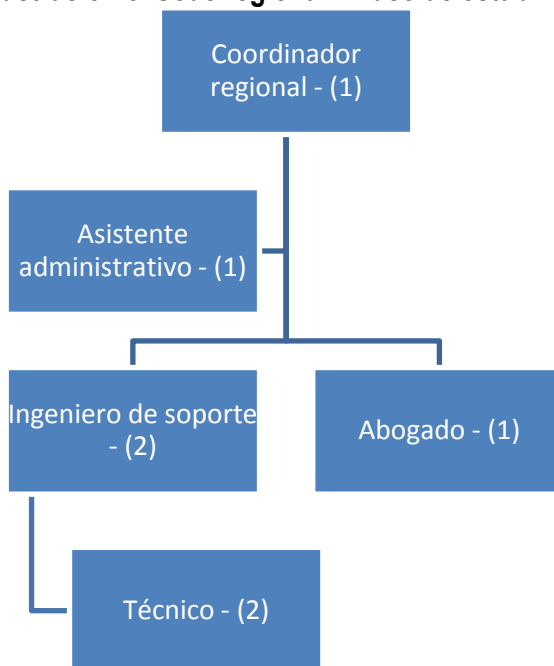 Coordinador
regional - (1)
Asistente
administrativo - (1)
Ingeniero de soporte
- (2)
Abogado - (1)
Técnico - (2)